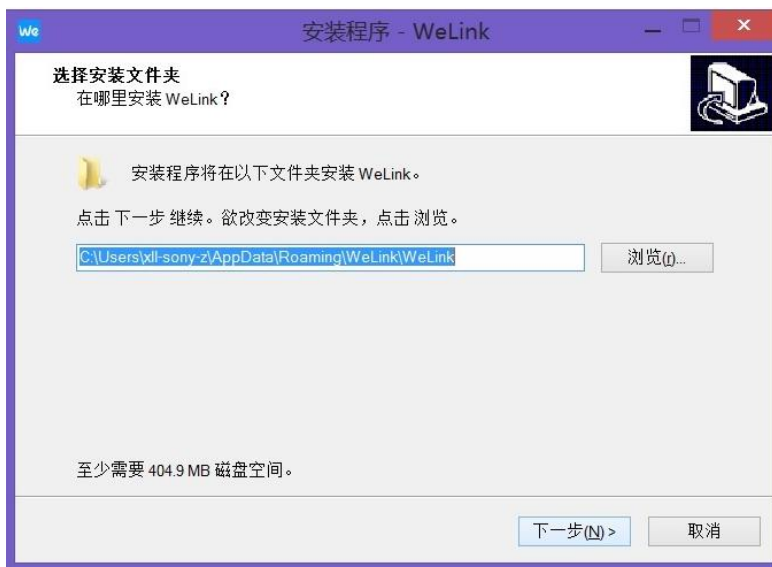 We
安装程序 - WeLink
选择安装文件夹
在哪里安装 WeLink?
安装程序将在以下文件夹安装 WeLink。
点击 下一步 继续。欲改变安装文件夹，点击 浏览。
C:\Users\xll-sony-z\AppData\Roaming\WeLink\WeLink
浏览(r)...
至少需要 404.9 MB 磁盘空间。
下一步(N) >
取消